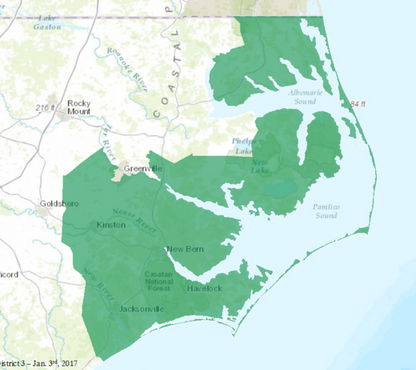 Lake
Gaston
Roanoke River
COASTAL P
Albemarle
Sound
216 ft
Rocky
Mount
84 ft
Phelps
Lake
New
Lake
Greenville
Goldsboro
Pamlico
Sound
Kinston
Neuse River
New Bern
Croatan
National
Forest
Havelock
New River
Jacksonville
ncord
istrict 3 – Jan. 3rd, 2017